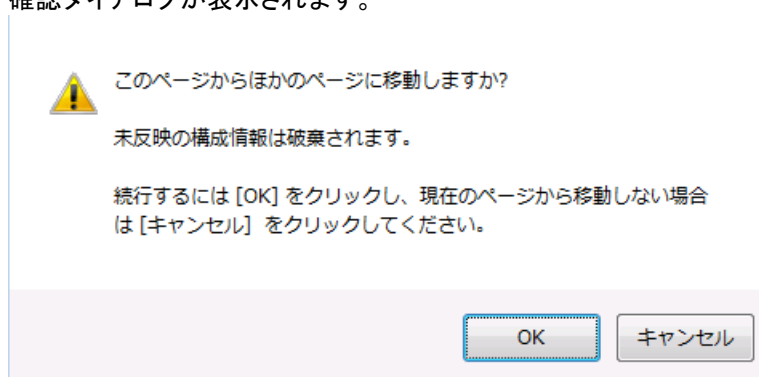 確認ダイアログが表示されます。
このページからほかのページに移動しますか?
未反映の構成情報は破棄されます。
続行するには [OK] をクリックし、現在のページから移動しない場合
は [キャンセル] をクリックしてください。
OK
キャンセル